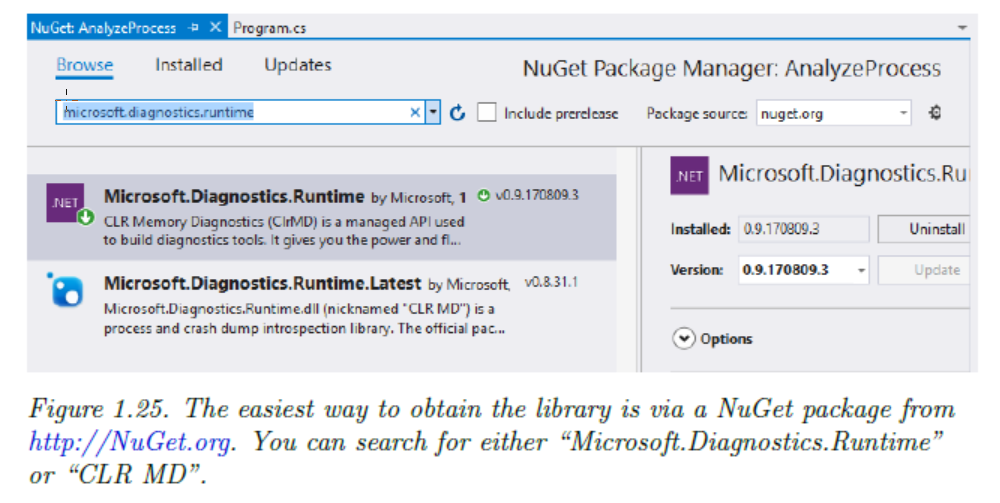 NuGet: AnalyzeProcess Program.cs
Browse Installed Updates NuGet Package Manager: AnalyzeProcess
microsoft.diagnostics.runtime Include prerelease Package source: nuget.org
.NET Microsoft.Diagnostics.Runtime by Microsoft, 1 v0.9.170809.3
CLR Memory Diagnostics (ClrMD) is a managed API used
to build diagnostics tools. It gives you the power and fl...
Microsoft.Diagnostics.Runtime.Latest by Microsoft, v0.8.31.1
Microsoft.Diagnostics.Runtime.dll (nicknamed "CLR MD") is a
process and crash dump introspection library. The official pac...
.NET Microsoft.Diagnostics.Ru
Installed: 0.9.170809.3 Uninstall
Version: 0.9.170809.3 Update
Options
Figure 1.25. The easiest way to obtain the library is via a NuGet package from
http://NuGet.org. You can search for either “Microsoft.Diagnostics.Runtime”
or “CLR MD”.